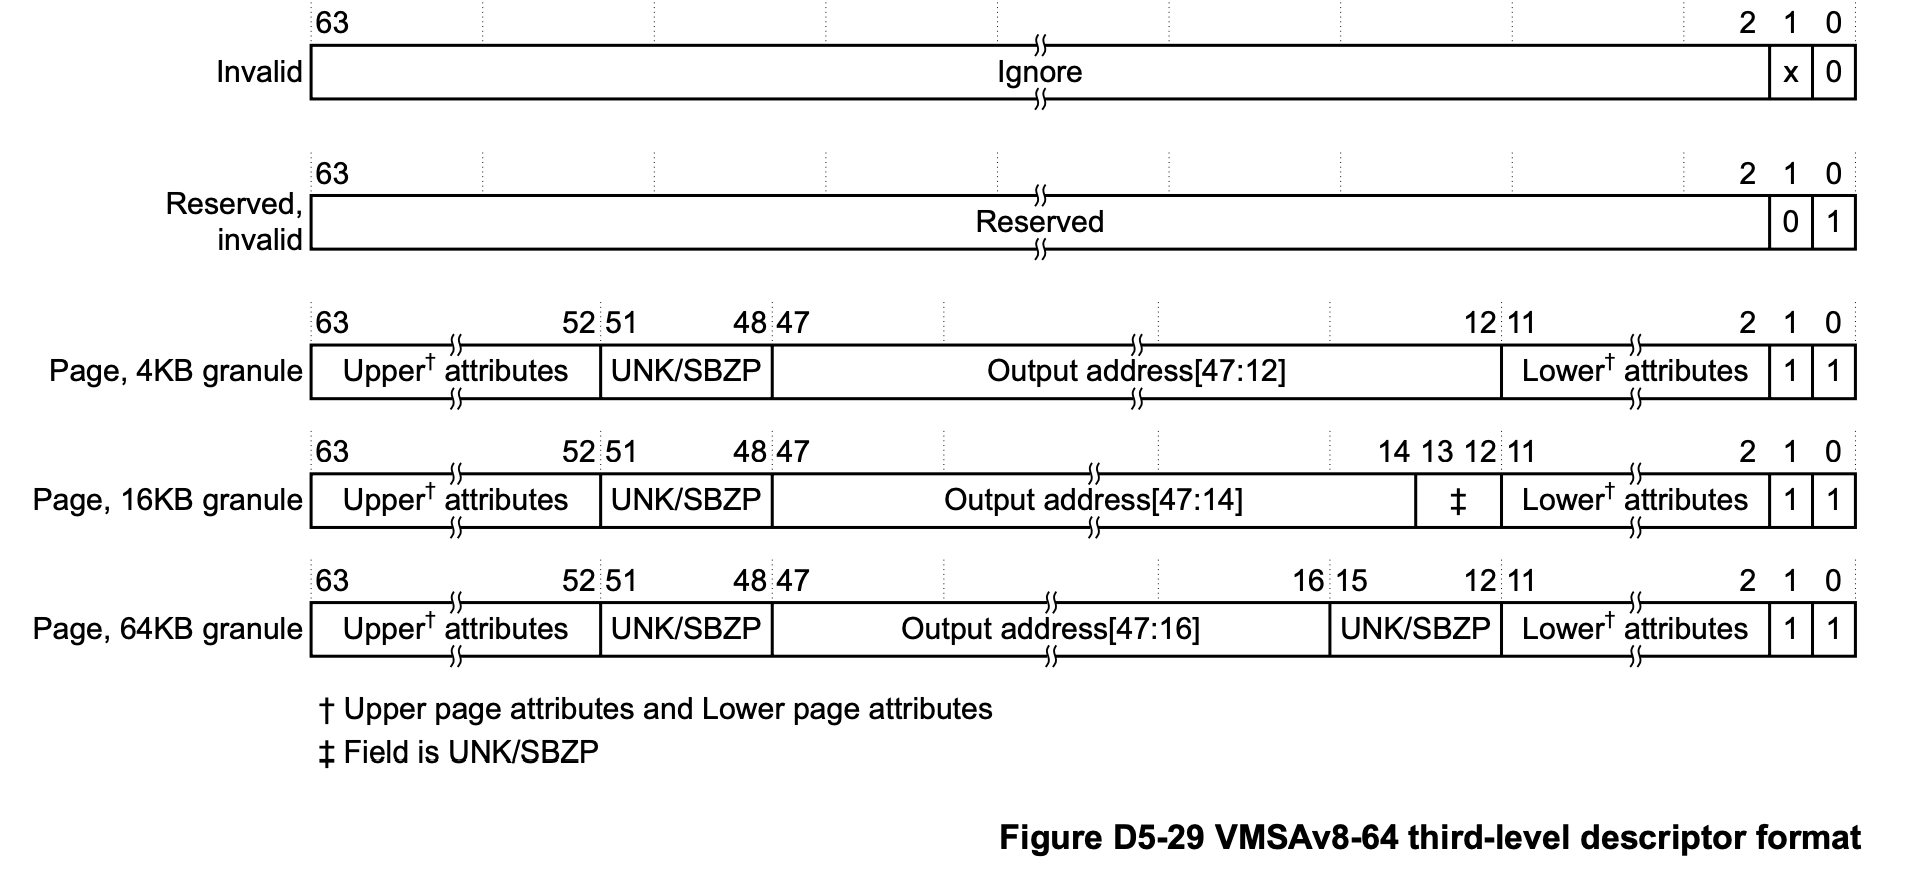 63 2 1 0
Invalid Ignore x 0
63 2 1 0
Reserved,
invalid Reserved 0 1
63 52 51 48 47 12 11 2 1 0
Page, 4KB granule Upper† attributes UNK/SBZP Output address[47:12] Lower† attributes 1 1
63 52 51 48 47 14 13 12 11 2 1 0
Page, 16KB granule Upper† attributes UNK/SBZP Output address[47:14] ‡ Lower† attributes 1 1
63 52 51 48 47 16 15 12 11 2 1 0
Page, 64KB granule Upper† attributes UNK/SBZP Output address[47:16] UNK/SBZP Lower† attributes 1 1
† Upper page attributes and Lower page attributes
‡ Field is UNK/SBZP
Figure D5-29 VMSAv8-64 third-level descriptor format